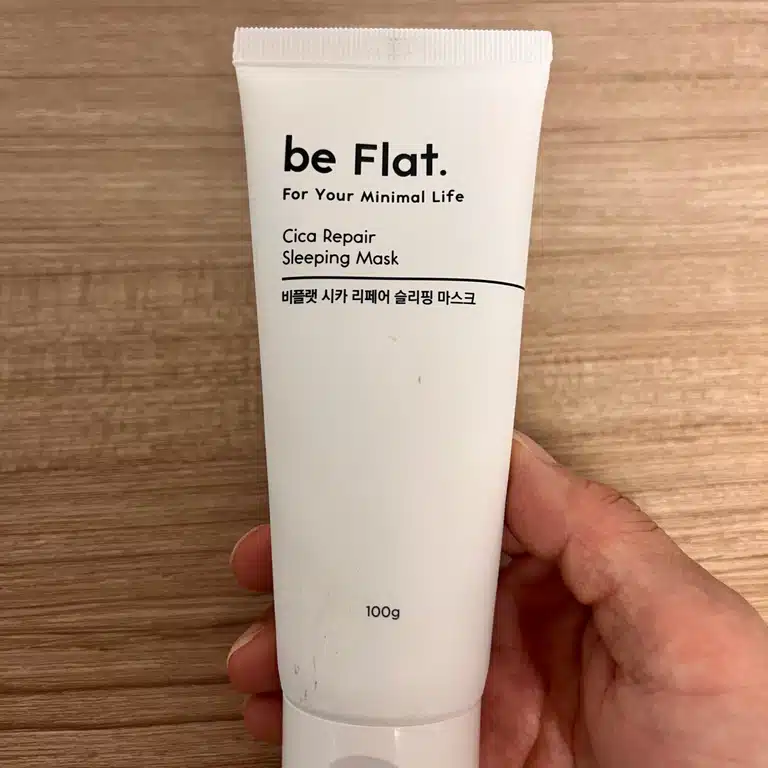 be Flat.
For Your Minimal Life
Cica Repair
Sleeping Mask
비플랫 시카 리페어 슬리핑 마스크
100g